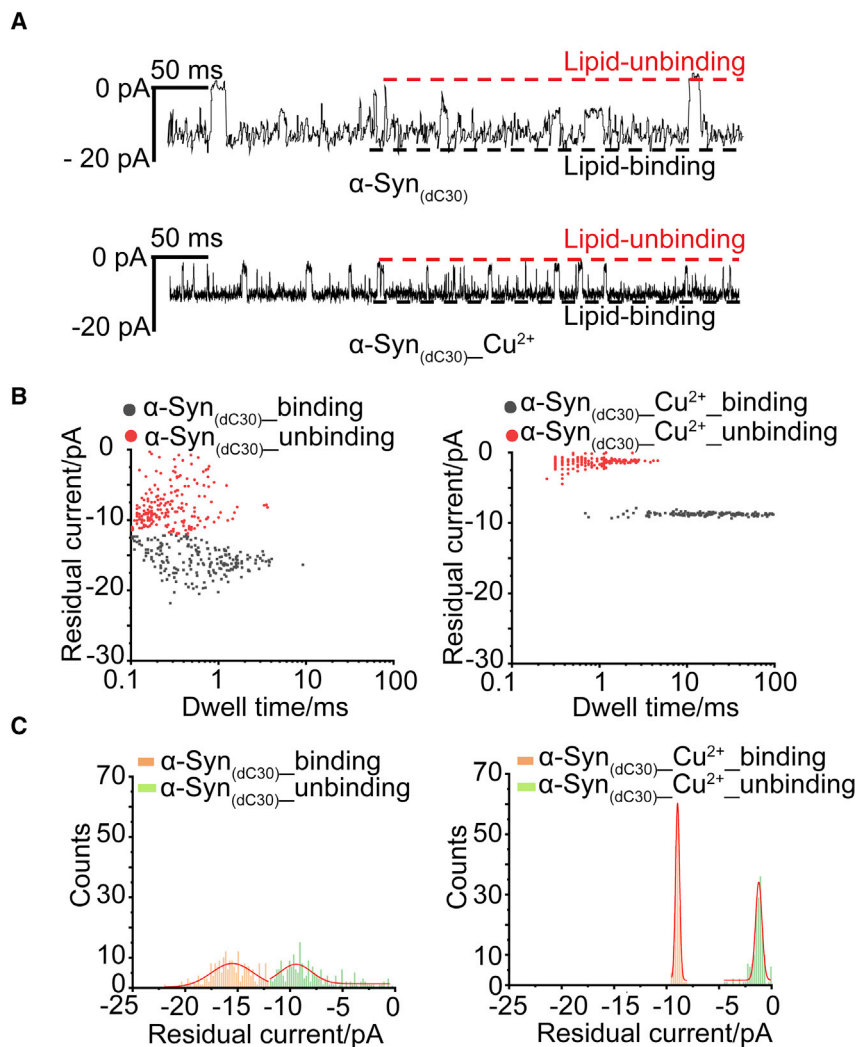 A
50 ms
Lipid-unbinding
0 pA
- 20 pA
Lipid-binding
α-Syn(dC30)
50 ms
Lipid-unbinding
0 pA
-20 pA
Lipid-binding
α-Syn(dC30)_Cu2+
B
α-Syn(dC30)_binding
α-Syn(dC30)_unbinding
0
-10
-20
-30
Residual current/pA
0.1 1 10 100
Dwell time/ms
α-Syn(dC30)_Cu2+_binding
α-Syn(dC30)_Cu2+_unbinding
0
-10
-20
-30
Residual current/pA
0.1 1 10 100
Dwell time/ms
C
α-Syn(dC30)_binding
α-Syn(dC30)_unbinding
70
50
30
10
0
Counts
-25 -20 -15 -10 -5 0
Residual current/pA
α-Syn(dC30)_Cu2+_binding
α-Syn(dC30)_Cu2+_unbinding
70
50
30
10
0
Counts
-25 -20 -15 -10 -5 0
Residual current/pA